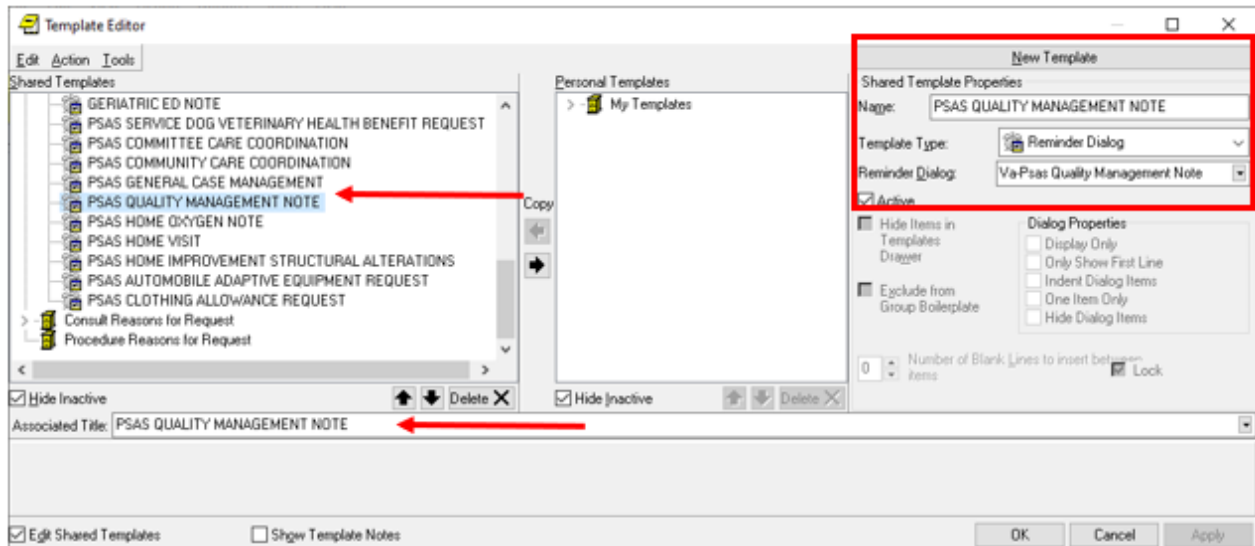 Template Editor
Edit Action Tools
Shared Templates
GERIATRIC ED NOTE
PSAS SERVICE DOG VETERINARY HEALTH BENEFIT REQUEST
PSAS COMMITTEE CARE COORDINATION
PSAS COMMUNITY CARE COORDINATION
PSAS GENERAL CASE MANAGEMENT
PSAS QUALITY MANAGEMENT NOTE
PSAS HOME OXYGEN NOTE
PSAS HOME VISIT
PSAS HOME IMPROVEMENT STRUCTURAL ALTERATIONS
PSAS AUTOMOBILE ADAPTIVE EQUIPMENT REQUEST
PSAS CLOTHING ALLOWANCE REQUEST
Consult Reasons for Request
Procedure Reasons for Request
Hide Inactive
Delete
Copy
Personal Templates
My Templates
Hide Inactive
Delete
New Template
Shared Template Properties
Name: PSAS QUALITY MANAGEMENT NOTE
Template Type: Reminder Dialog
Reminder Dialog: Va-Psas Quality Management Note
Active
Hide Items in
Templates
Drawer
Exclude from
Group Boilerplate
Dialog Properties
Display Only
Only Show First Line
Indent Dialog Items
One Item Only
Hide Dialog Items
0 Number of Blank Lines to insert between
items
Lock
Associated Title: PSAS QUALITY MANAGEMENT NOTE
Edit Shared Templates
Show Template Notes
OK Cancel Apply